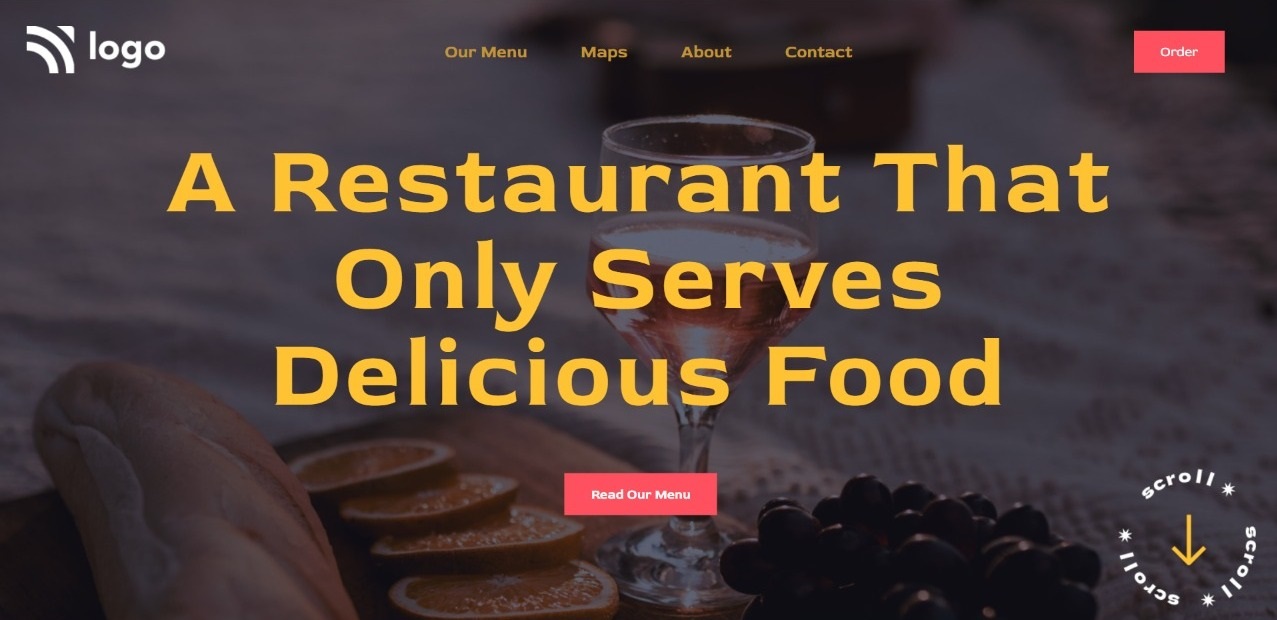 logo
Our Menu
Maps
About
Contact
Order
A Restaurant That
Only Serves
Delicious Food
Read Our Menu
scroll ✷ scroll ✷ scroll ✷ scroll